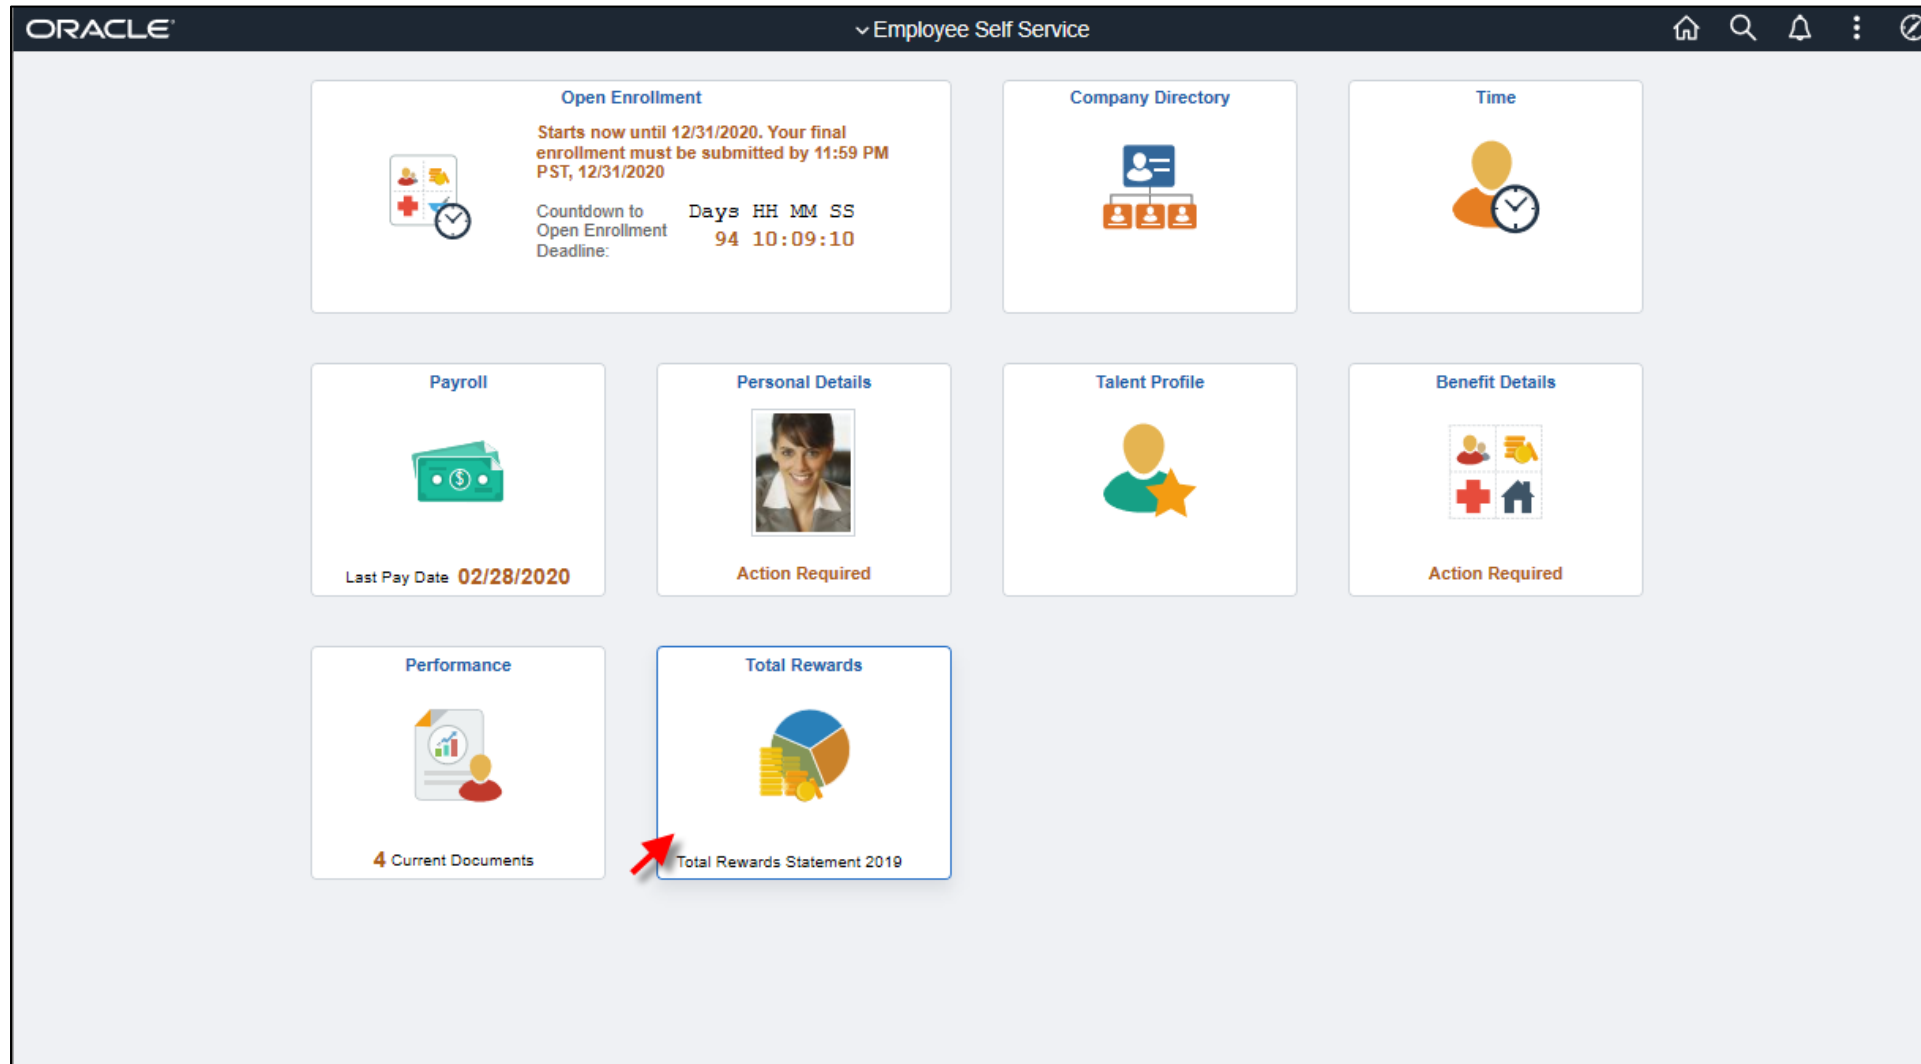 ORACLE
Employee Self Service
Open Enrollment
Starts now until 12/31/2020. Your final
enrollment must be submitted by 11:59 PM
PST, 12/31/2020
Countdown to
Open Enrollment
Deadline:
Days HH MM SS
94 10:09:10
Company Directory
Time
Payroll
Last Pay Date 02/28/2020
Personal Details
Action Required
Talent Profile
Benefit Details
Action Required
Performance
4 Current Documents
Total Rewards
Total Rewards Statement 2019